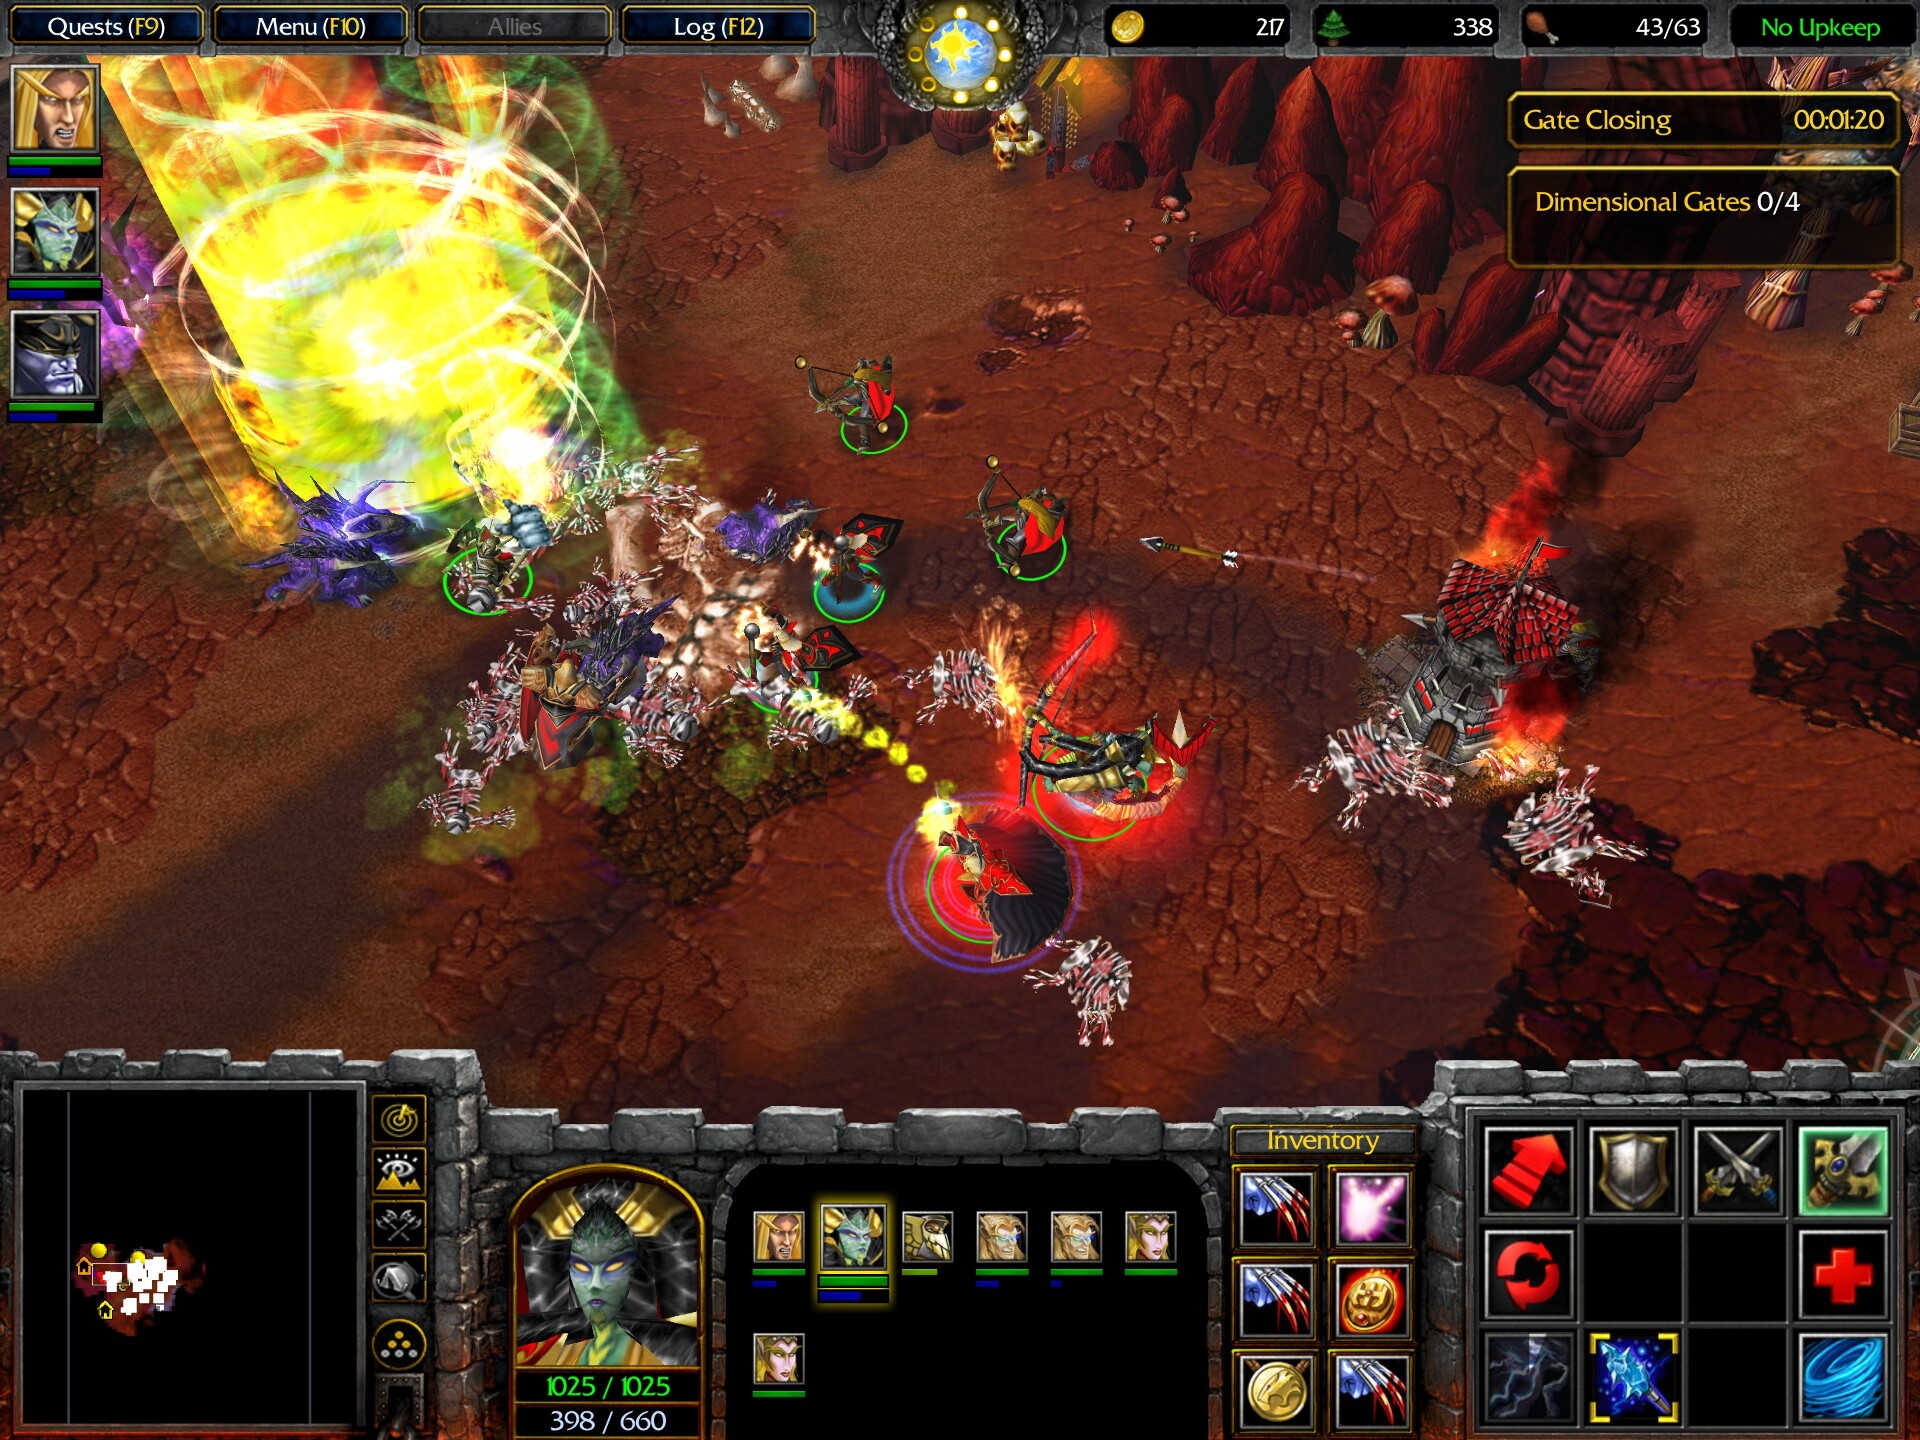 Quests (F9)
Menu (F10)
Allies
Log (F12)
217
338
43/63
No Upkeep
Gate Closing 00:01:20
Dimensional Gates 0/4
Inventory
1025 / 1025
398 / 660